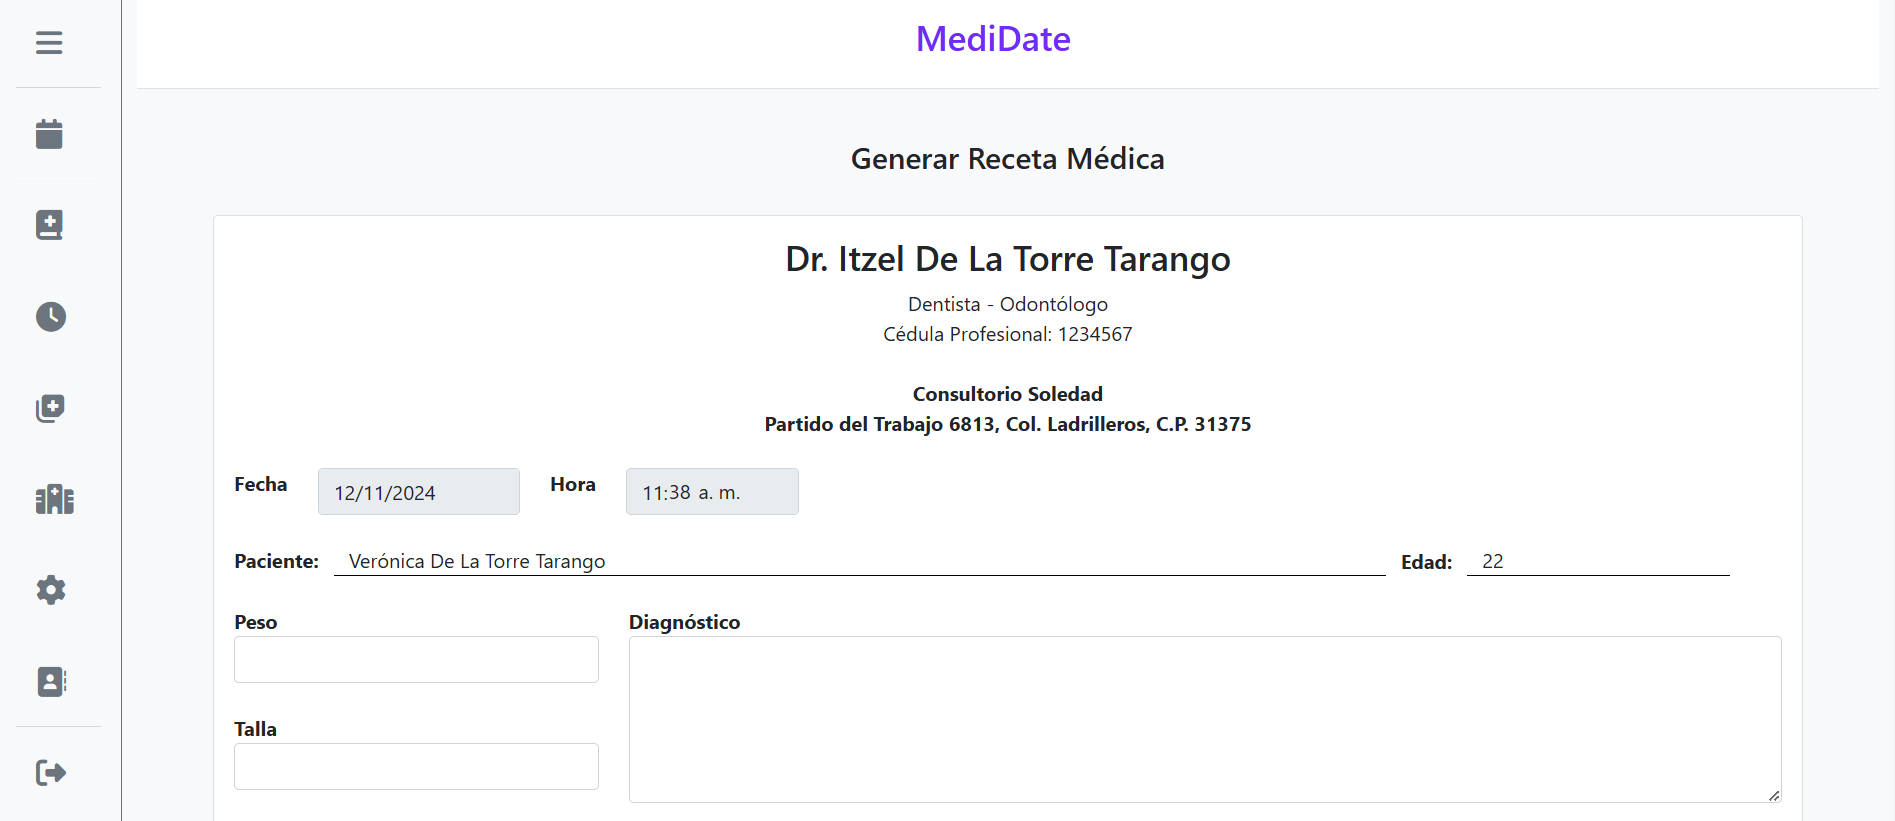 MediDate
Generar Receta Médica
Dr. Itzel De La Torre Tarango
Dentista - Odontólogo
Cédula Profesional: 1234567
Consultorio Soledad
Partido del Trabajo 6813, Col. Ladrilleros, C.P. 31375
Fecha 12/11/2024 Hora 11:38 a. m.
Paciente: Verónica De La Torre Tarango Edad: 22
Peso Diagnóstico
Talla